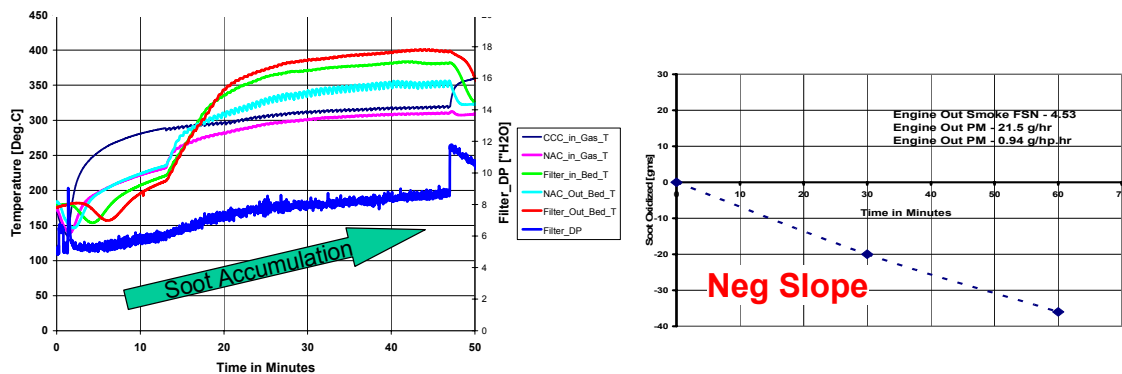 450
400
350
300
250
200
150
100
50
0
Temperature [Deg.C]
0
10
20
30
40
50
Time in Minutes
18
16
14
12
10
8
6
4
2
0
Filter_DP ["H2O]
CCC_in_Gas_T
NAC_in_Gas_T
Filter_in_Bed_T
NAC_Out_Bed_T
Filter_Out_Bed_T
Filter_DP
Soot Accumulation
30
20
10
0
-10
-20
-30
-40
Soot Oxidized [gms]
Engine Out Smoke FSN - 4.53
Engine Out PM - 21.5 g/hr
Engine Out PM - 0.94 g/hp.hr
0
10
20
30
40
50
60
70
Time in Minutes
Neg Slope